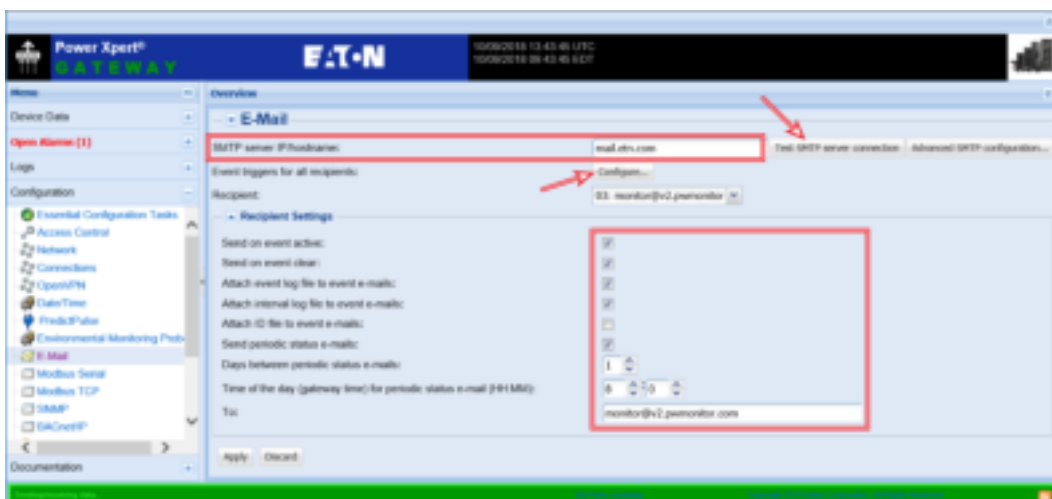 Power Xpert®
GATEWAY
E·T·N
10/09/2018 13:43:46 UTC
10/09/2018 09:43:46 EDT
Menu
Overview
Device Data
E-Mail
Open Alarms (1)
SMTP server IP/hostname:
mail.etn.com
Test SMTP server connection
Advanced SMTP configuration...
Logs
Event triggers for all recipients:
Configure...
Configuration
Recipient:
03. monitor@v2.pwrmonitor
Essential Configuration Tasks
Recipient Settings
Access Control
Network
Send on event active:
Connections
Send on event clear:
OpenVPN
Attach event log file to event e-mails:
Date/Time
Attach interval log file to event e-mails:
PredictPulse
Attach ID file to event e-mails:
Environmental Monitoring Prob
Send periodic status e-mails:
E-Mail
Days between periodic status e-mails:
1
Modbus Serial
Modbus TCP
Time of the day (gateway time) for periodic status e-mail (HH:MM):
8 : 0
SNMP
To:
monitor@v2.pwrmonitor.com
BACnet/IP
Apply
Discard
Documentation